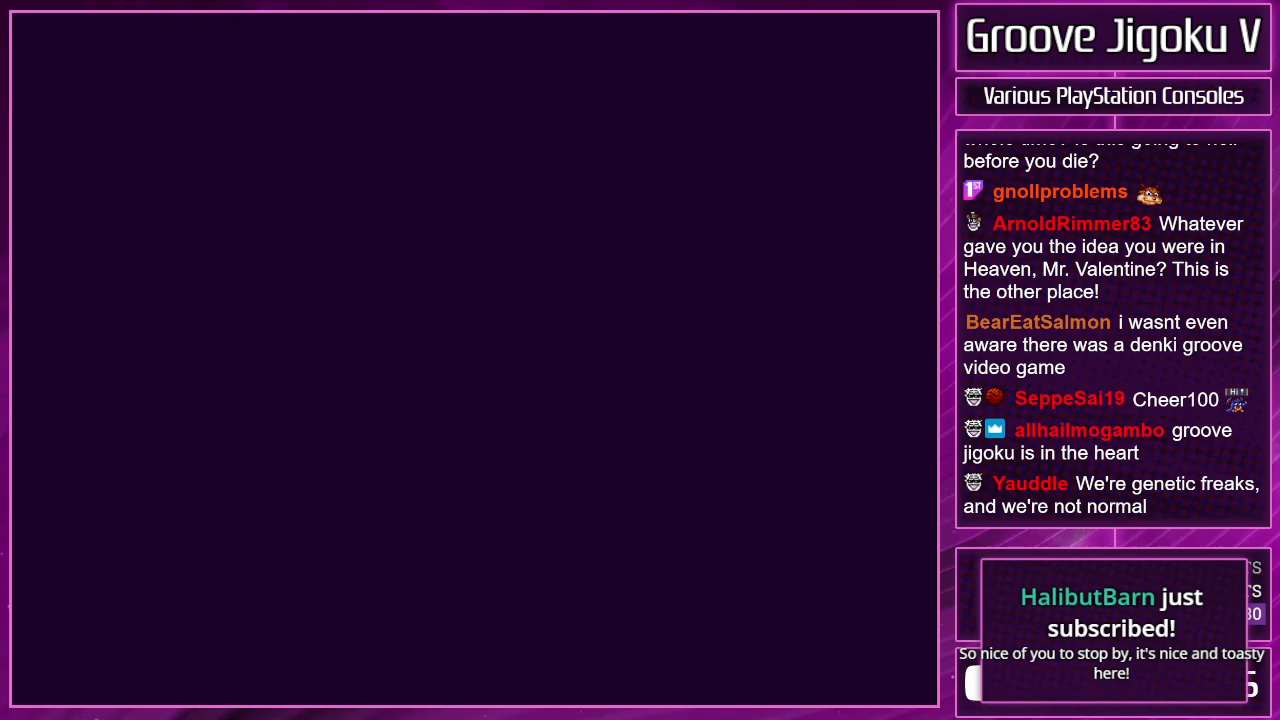 Groove Jigoku V
Various PlayStation Consoles
before you die?
1ST gnollproblems
ArnoldRimmer83 Whatever
gave you the idea you were in
Heaven, Mr. Valentine? This is
the other place!
BearEatSalmon i wasnt even
aware there was a denki groove
video game
SeppeSai19 Cheer100 HI!
allhailmogambo groove
jigoku is in the heart
Yauddle We're genetic freaks,
and we're not normal
HalibutBarn just
subscribed!
So nice of you to stop by, it's nice and toasty
here!